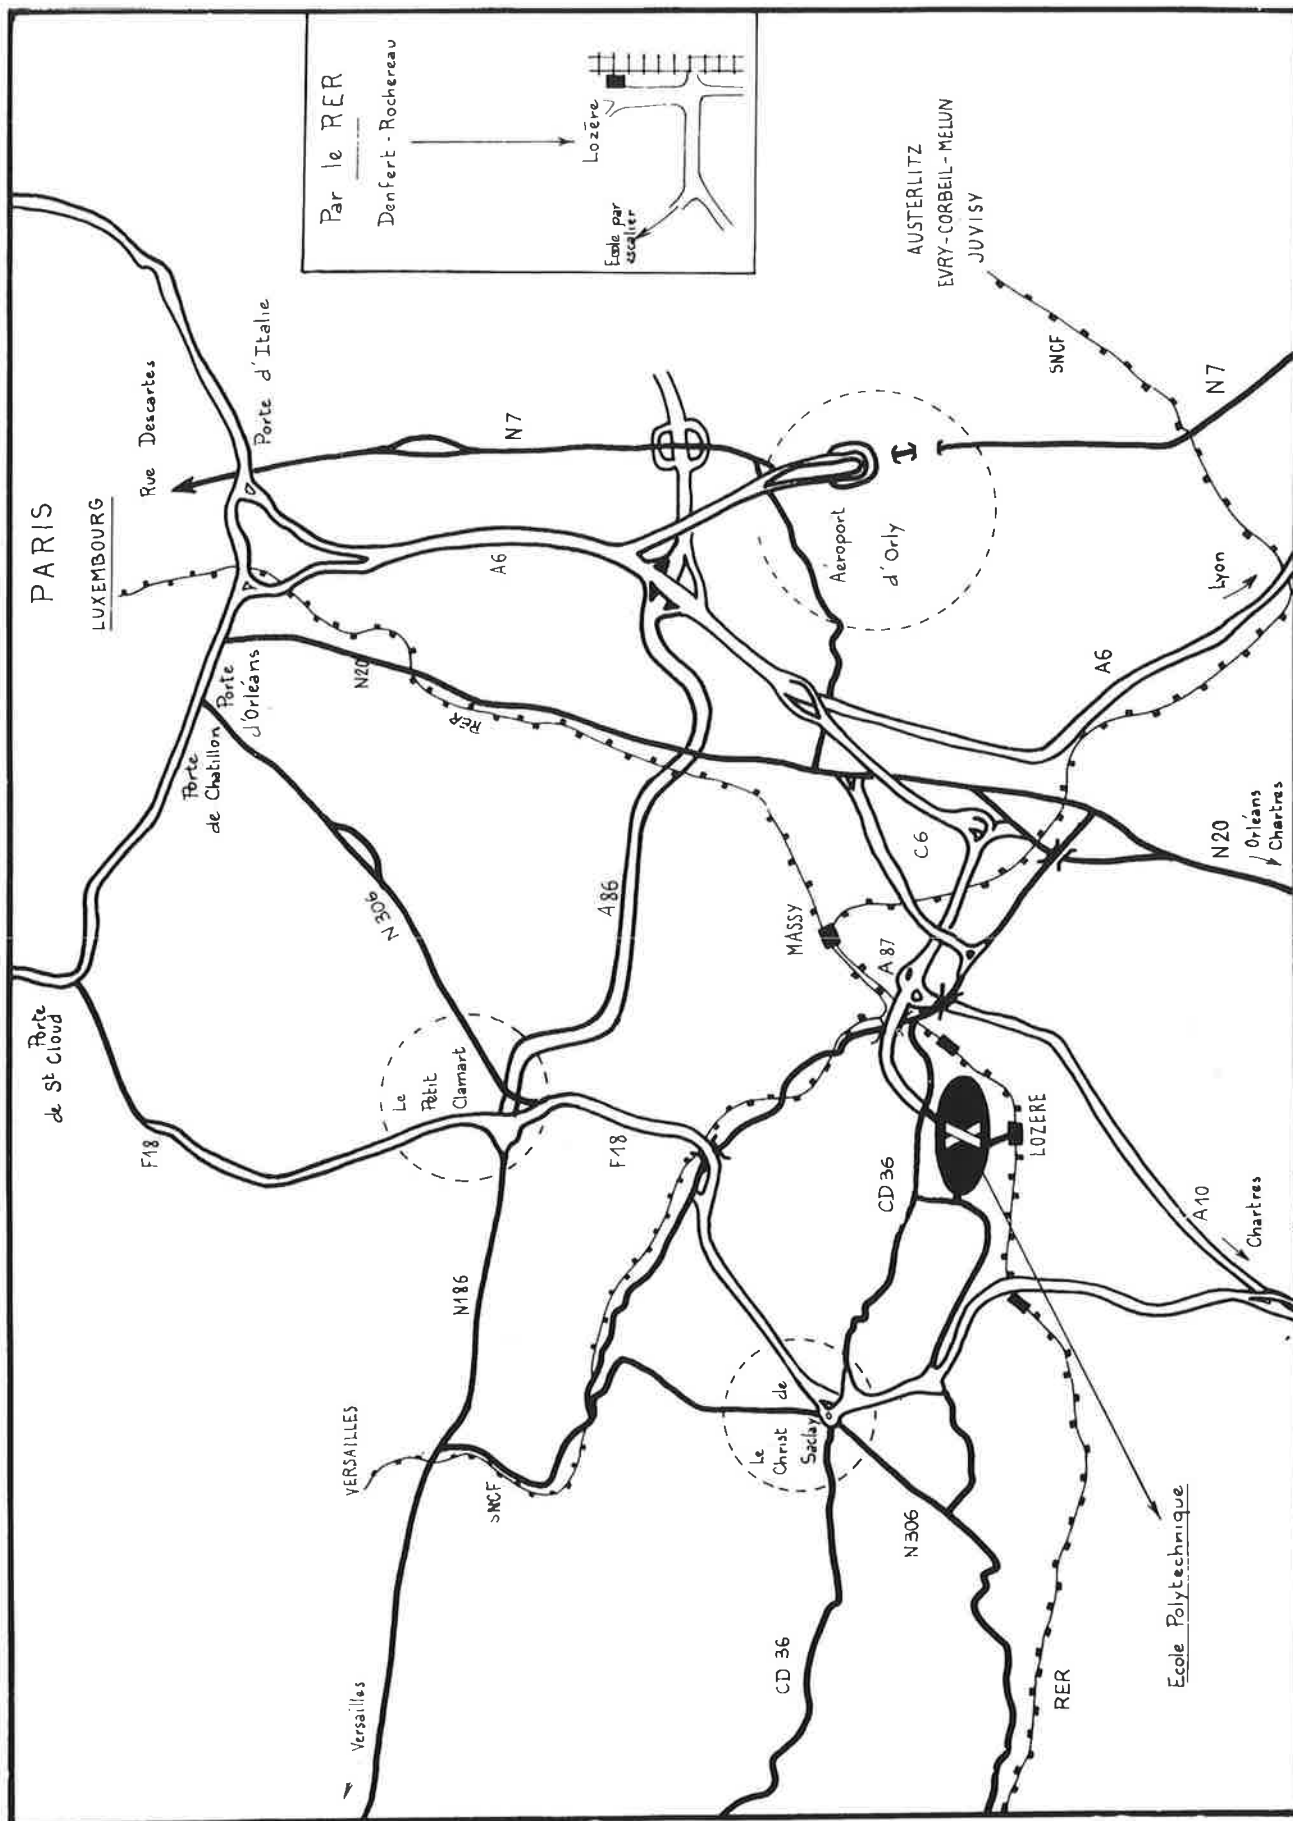 PARIS
LUXEMBOURG
Rue Descartes
Porte d'Italie
Par le RER
Denfert-Rochereau
Lozère
Ecole par
escalier
AUSTERLITZ
EVRY-CORBEIL-MELUN
JUVISY
SNCF
N7
N7
Aéroport
d'Orly
A6
N20
RER
Porte
d'Orléans
Porte
de Chatillon
N 306
Porte
de St Cloud
F18
Le
Petit
Clamart
A 86
F18
N186
VERSAILLES
SNCF
Versailles
MASSY
A 87
C6
A6
Lyon
N20
Orléans
Chartres
CD 36
X
LOZERE
A10
Chartres
Le
Christ de
Saclay
N306
CD 36
RER
Ecole Polytechnique